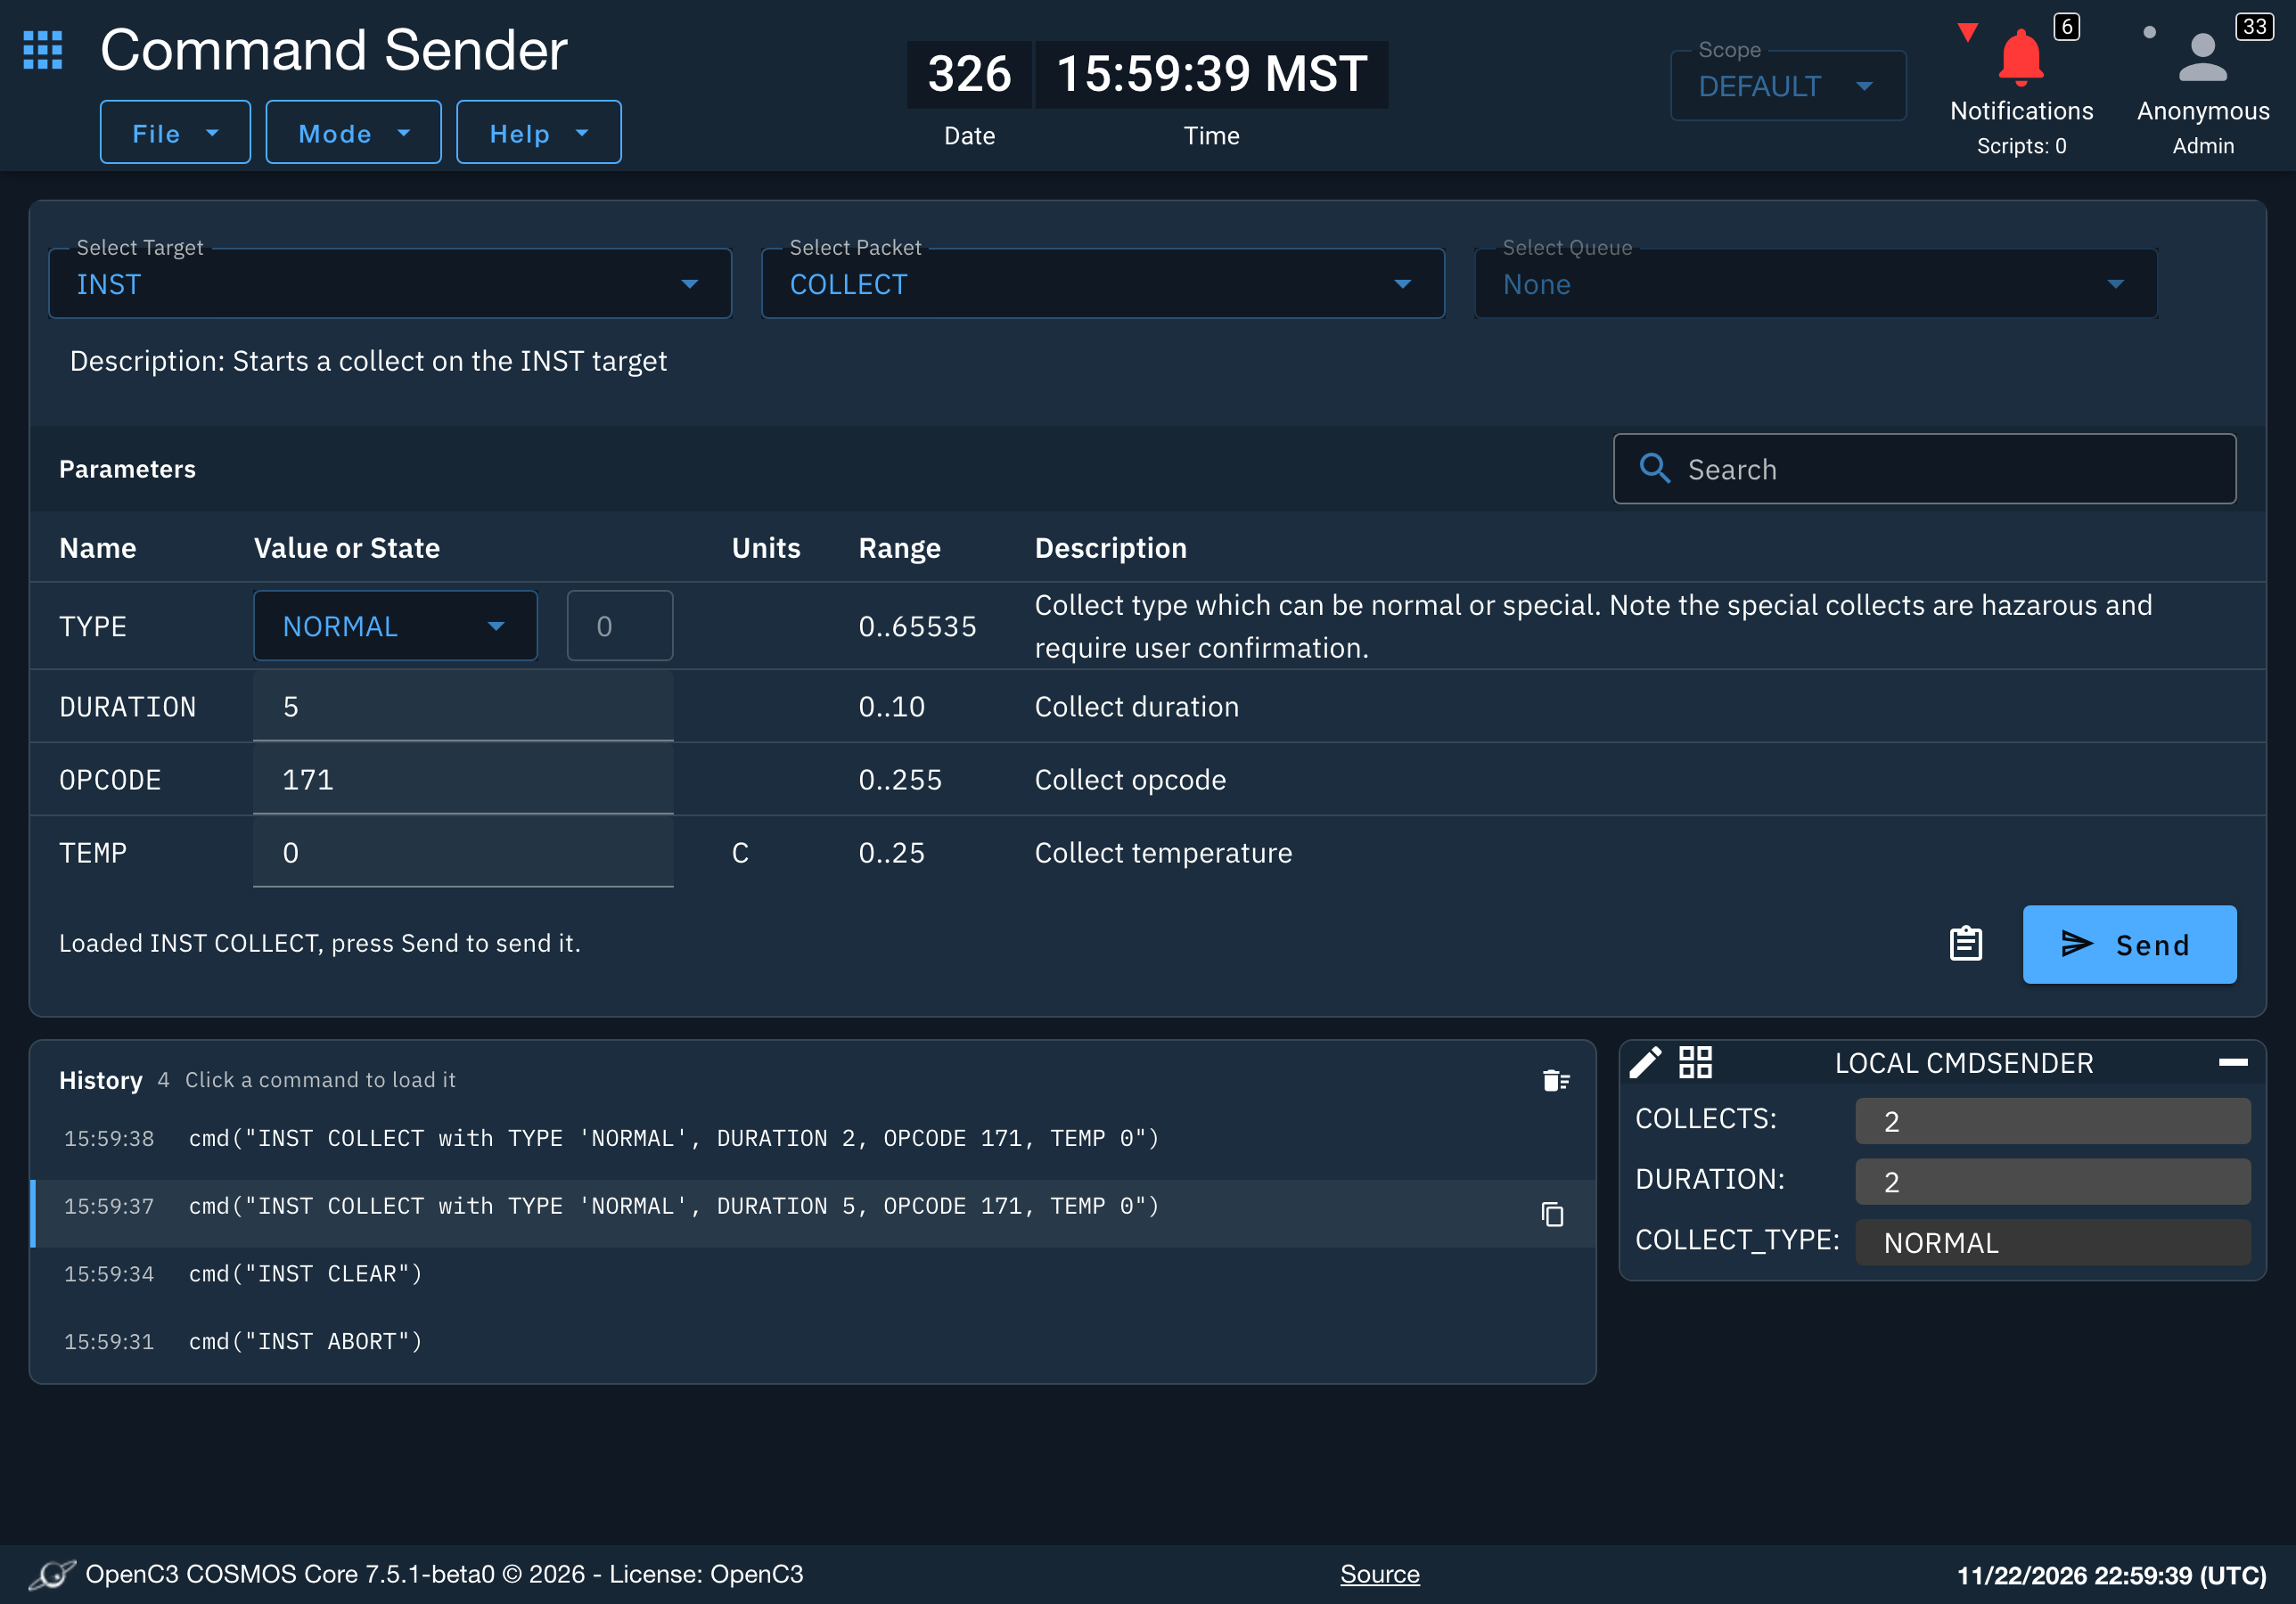 Command Sender
File
Mode
Help
326
15:59:39 MST
Date
Time
Scope
DEFAULT
6
Notifications
Scripts: 0
33
Anonymous
Admin
Select Target
INST
Select Packet
COLLECT
Select Queue
None
Description: Starts a collect on the INST target
Parameters
Search
Name Value or State Units Range Description
TYPE NORMAL 0 0..65535 Collect type which can be normal or special. Note the special collects are hazarous and
require user confirmation.
DURATION 5 0..10 Collect duration
OPCODE 171 0..255 Collect opcode
TEMP 0 C 0..25 Collect temperature
Loaded INST COLLECT, press Send to send it.
Send
History 4 Click a command to load it
15:59:38 cmd("INST COLLECT with TYPE 'NORMAL', DURATION 2, OPCODE 171, TEMP 0")
15:59:37 cmd("INST COLLECT with TYPE 'NORMAL', DURATION 5, OPCODE 171, TEMP 0")
15:59:34 cmd("INST CLEAR")
15:59:31 cmd("INST ABORT")
LOCAL CMDSENDER
COLLECTS: 2
DURATION: 2
COLLECT_TYPE: NORMAL
OpenC3 COSMOS Core 7.5.1-beta0 © 2026 - License: OpenC3
Source
11/22/2026 22:59:39 (UTC)